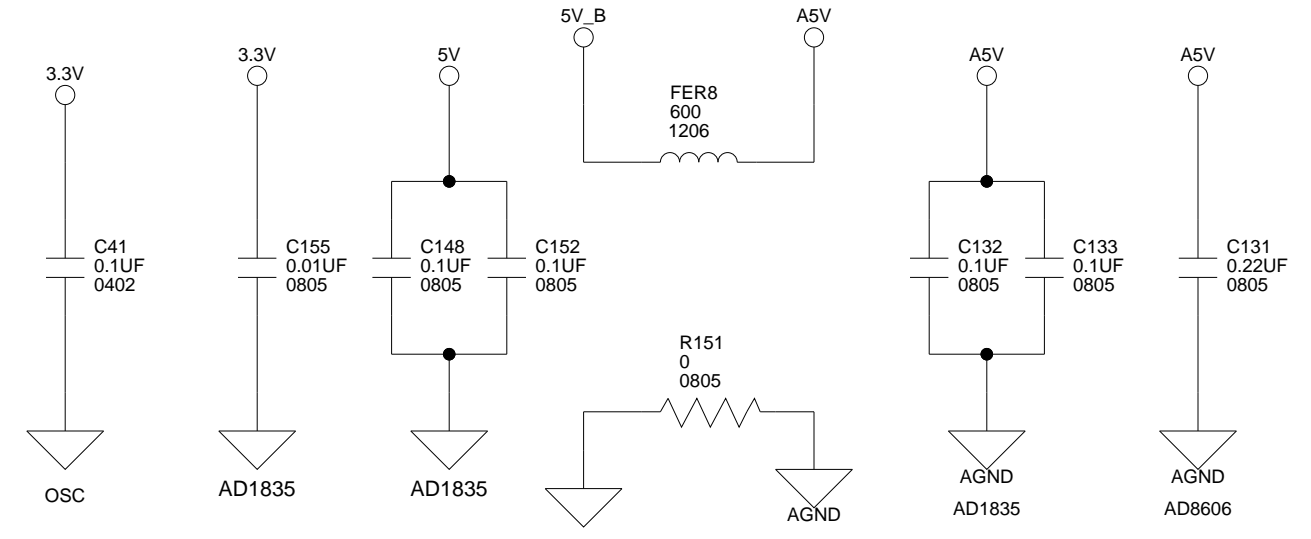 3.3V
C41
0.1UF
0402
OSC
3.3V
C155
0.01UF
0805
AD1835
5V
C148
0.1UF
0805
C152
0.1UF
0805
AD1835
5V_B
A5V
FER8
600
1206
R151
0
0805
AGND
A5V
C132
0.1UF
0805
C133
0.1UF
0805
AGND
AD1835
A5V
C131
0.22UF
0805
AGND
AD8606